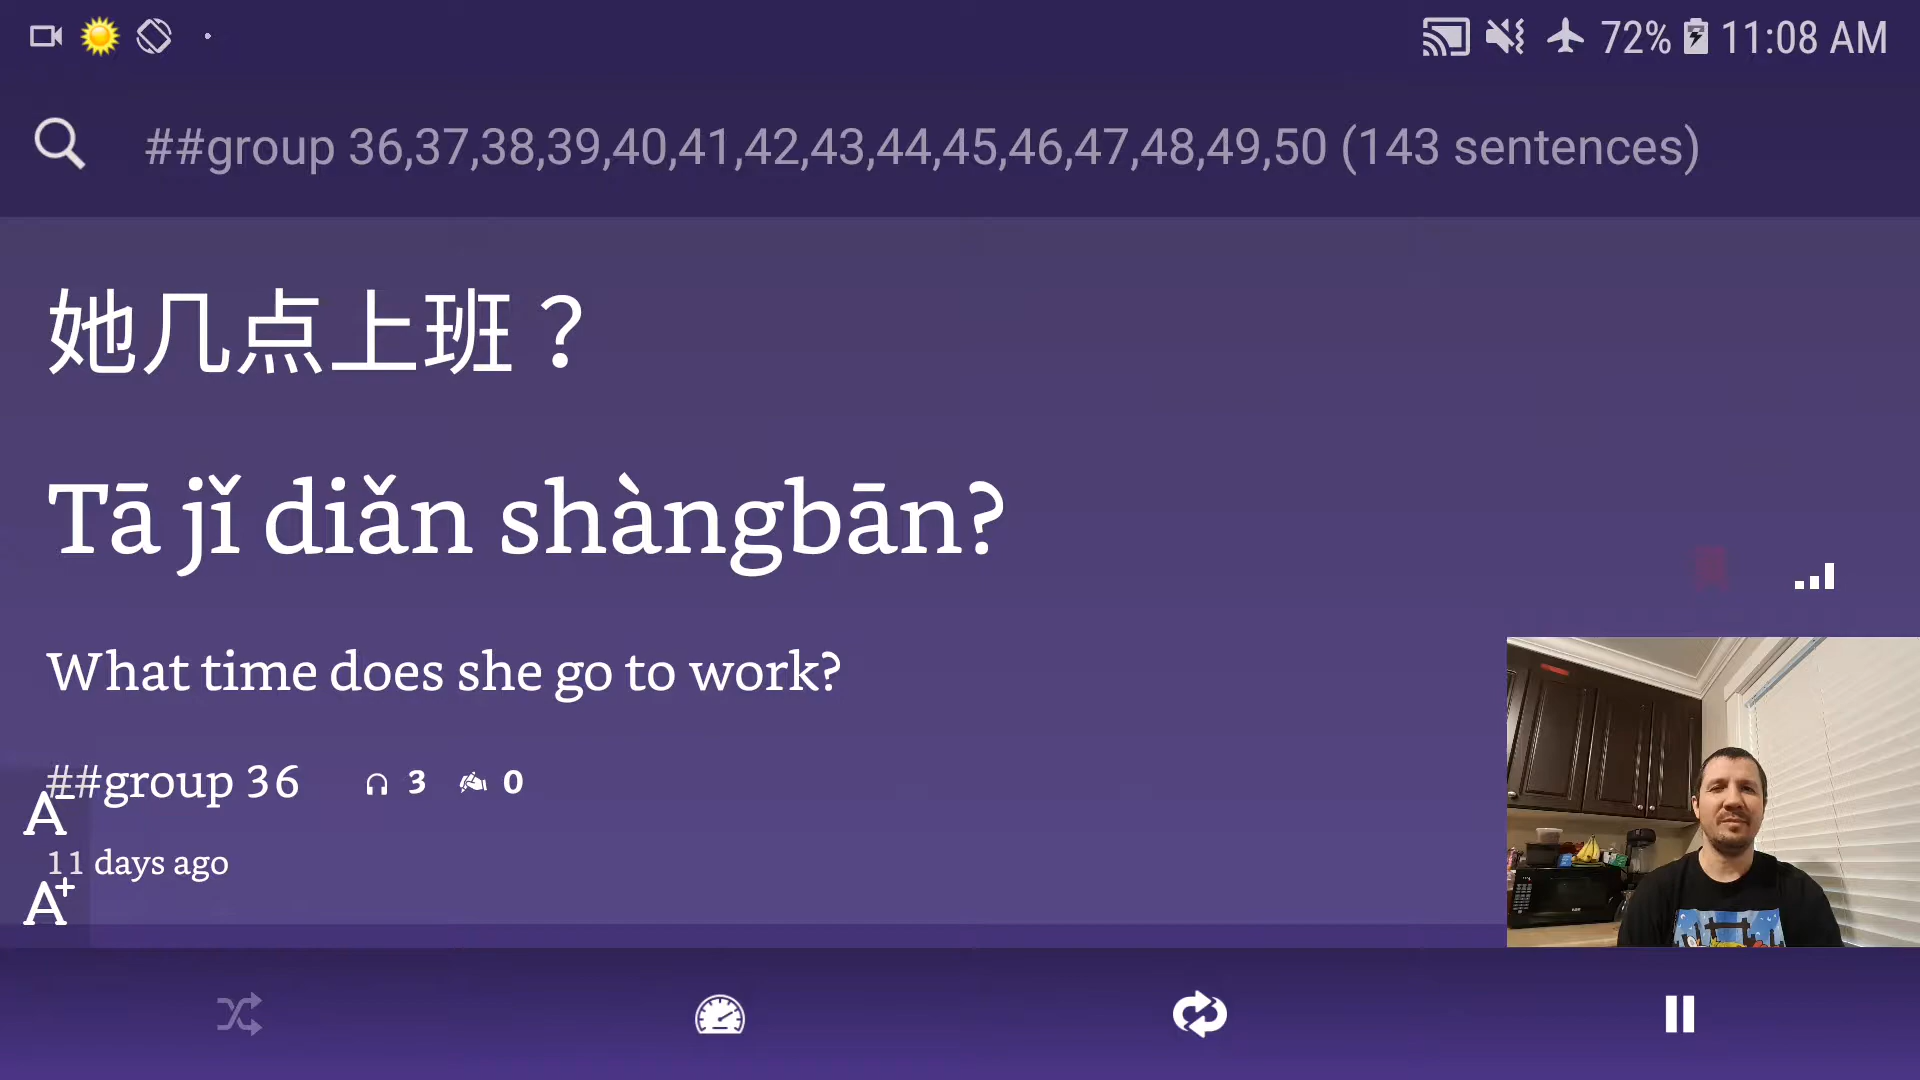 72% 11:08 AM
##group 36,37,38,39,40,41,42,43,44,45,46,47,48,49,50 (143 sentences)
她几点上班？
Tā jǐ diǎn shàngbān?
What time does she go to work?
##group 36 3 0
A-
11 days ago
A+